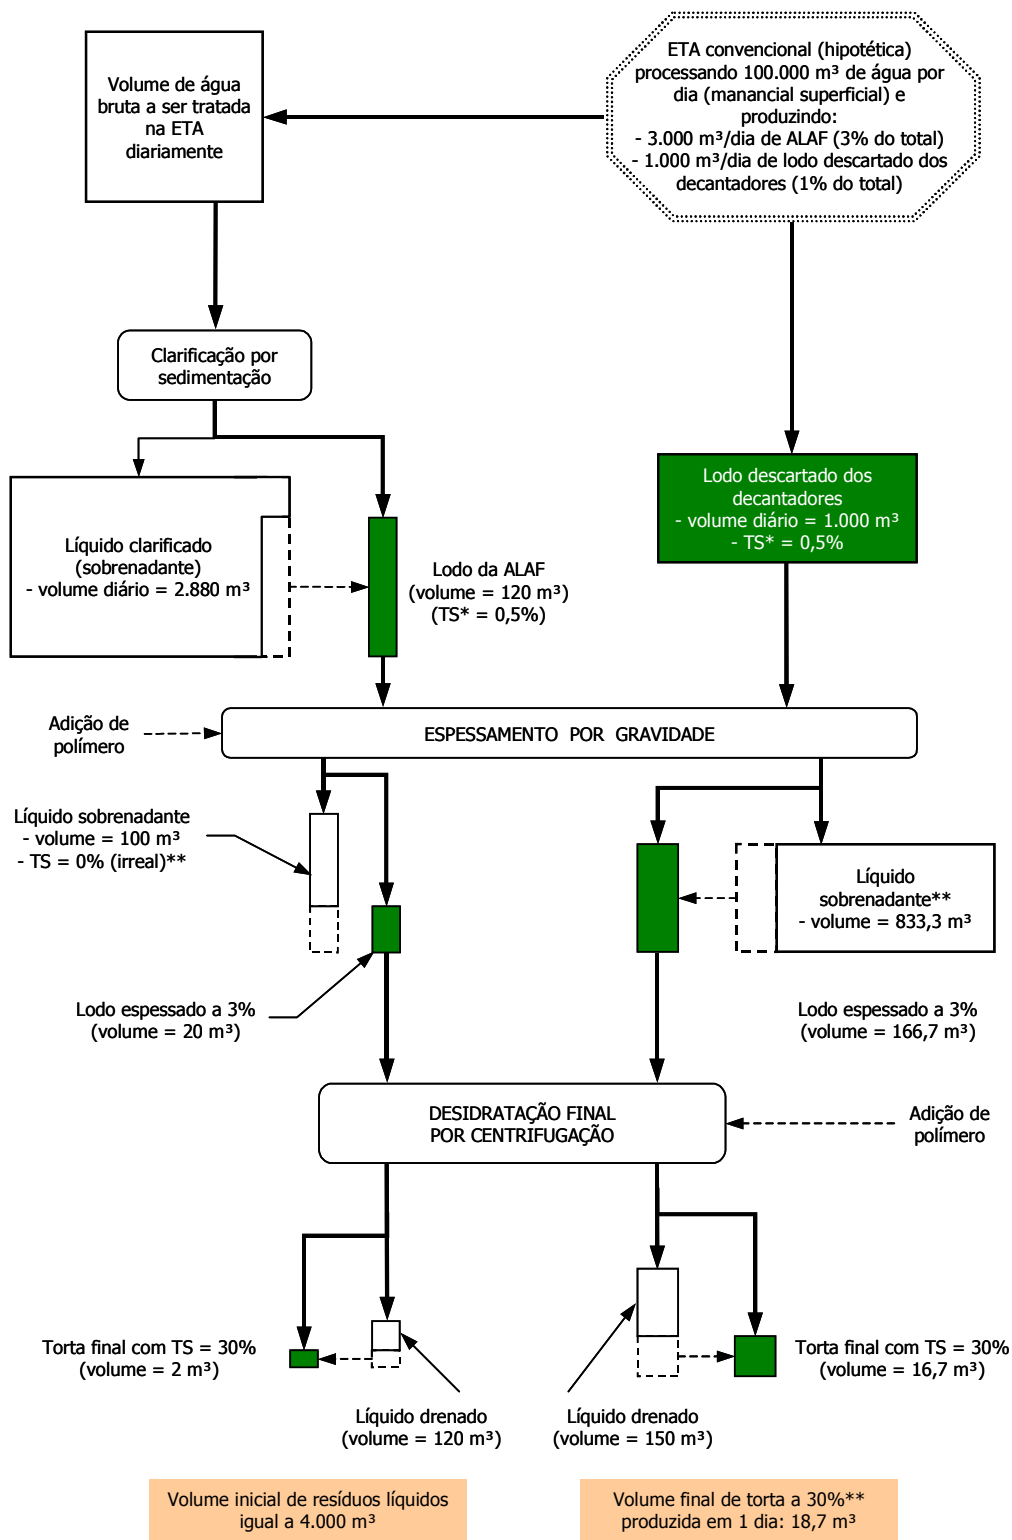 ETA convencional (hipotética)
processando 100.000 m³ de água por
dia (manancial superficial) e
produzindo:
- 3.000 m³/dia de ALAF (3% do total)
- 1.000 m³/dia de lodo descartado dos
decantadores (1% do total)
Volume de água
bruta a ser tratada
na ETA
diariamente
Clarificação por
sedimentação
Lodo descartado dos
decantadores
- volume diário = 1.000 m³
- TS* = 0,5%
Líquido clarificado
(sobrenadante)
- volume diário = 2.880 m³
Lodo da ALAF
(volume = 120 m³)
(TS* = 0,5%)
Adição de
polímero
ESPESSAMENTO POR GRAVIDADE
Líquido sobrenadante
- volume = 100 m³
- TS = 0% (irreal)**
Líquido
sobrenadante**
- volume = 833,3 m³
Lodo espessado a 3%
(volume = 20 m³)
Lodo espessado a 3%
(volume = 166,7 m³)
DESIDRATAÇÃO FINAL
POR CENTRIFUGAÇÃO
Adição de
polímero
Torta final com TS = 30%
(volume = 2 m³)
Torta final com TS = 30%
(volume = 16,7 m³)
Líquido drenado
(volume = 120 m³)
Líquido drenado
(volume = 150 m³)
Volume inicial de resíduos líquidos
igual a 4.000 m³
Volume final de torta a 30%**
produzida em 1 dia: 18,7 m³